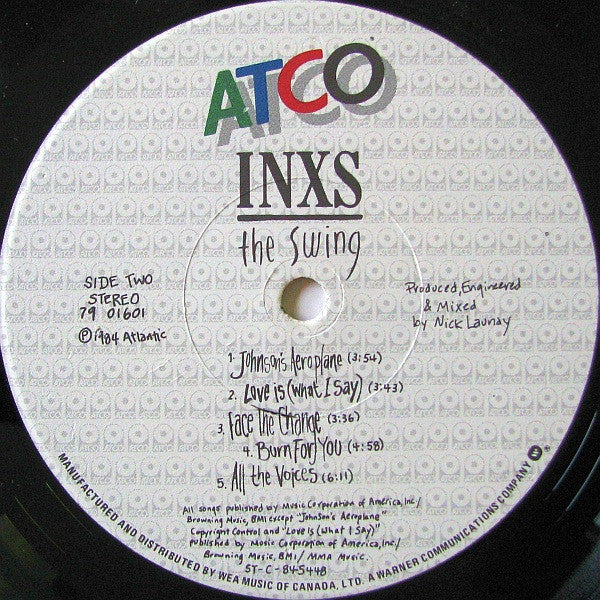 ATCO
INXS
the Swing
SIDE TWO
STEREO
79 01601
Ⓟ1984 Atlantic
Produced, Engineered
& Mixed
by Nick Launay
1. Johnson's Aeroplane (3:54)
2. Love is (What I Say) (3:43)
3. Face The Change (3:36)
4. Burn For You (4:58)
5. All the Voices (6:11)
All songs published by Music Corporation of America, Inc/
Browning Music, BMI except "Johnson's Aeroplane"
Copyright Control and "Love Is (What I Say)"
published by Music Corporation of America, Inc/
Browning Music, BMI/ MMA Music.
ST-C-845448
MANUFACTURED AND DISTRIBUTED BY WEA MUSIC OF CANADA, LTD. A WARNER COMMUNICATIONS COMPANY